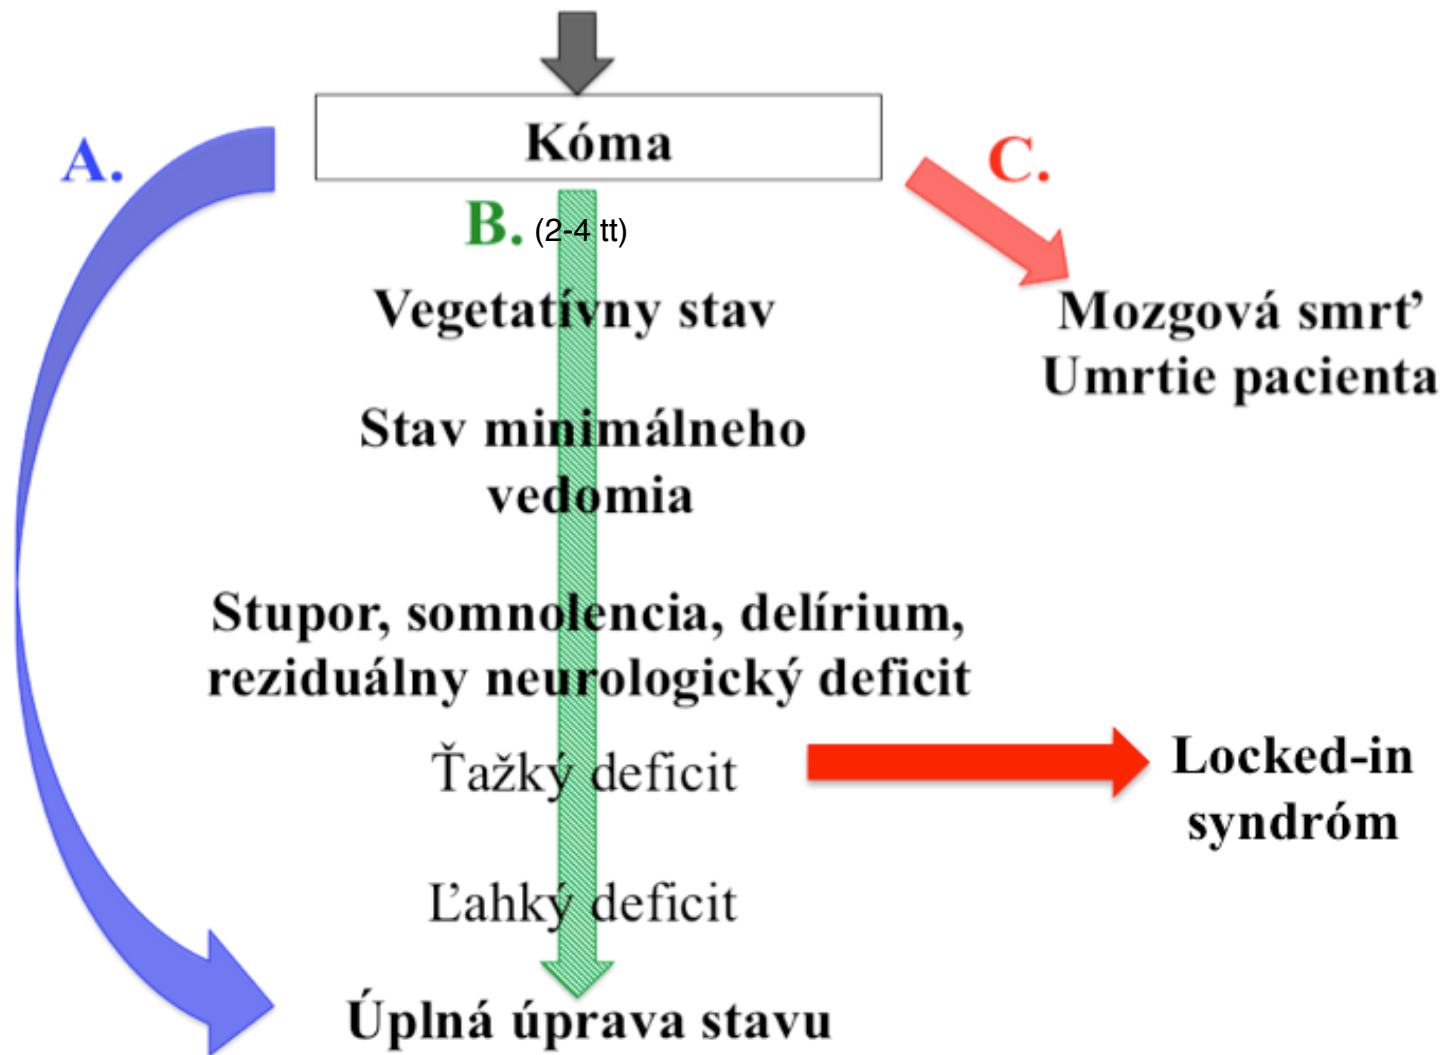 Kóma
A.
B. (2-4 tt)
C.
Vegetatívny stav
Mozgová smrť
Umrtie pacienta
Stav minimálneho
vedomia
Stupor, somnolencia, delírium,
reziduálny neurologický deficit
Ťažký deficit
Locked-in
syndróm
Ľahký deficit
Úplná úprava stavu